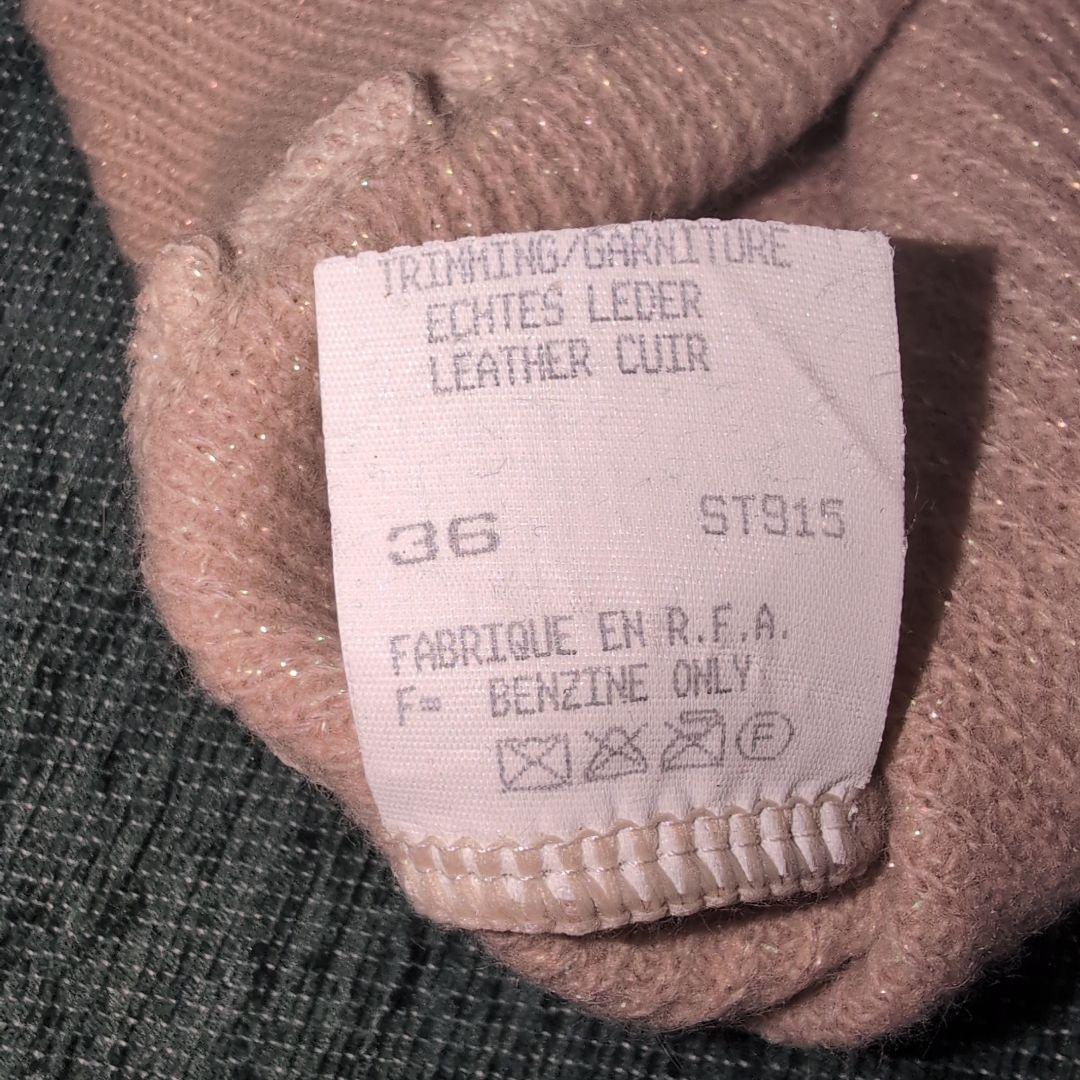 TRIMMING/GARNITURE
ECHTES LEDER
LEATHER CUIR
36 ST915
FABRIQUE EN R.F.A.
F= BENZINE ONLY
F